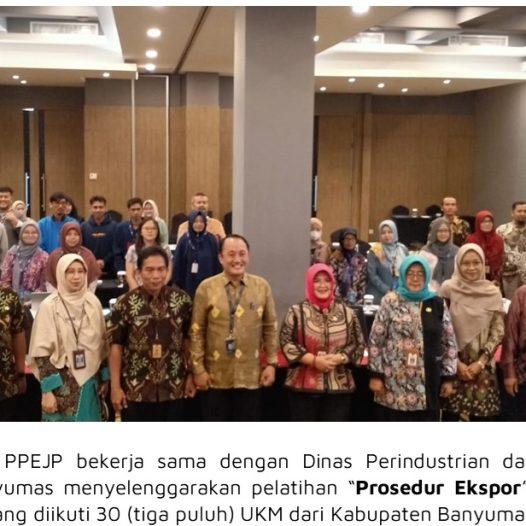 PPEJP bekerja sama dengan Dinas Perindustrian da
yumas menyelenggarakan pelatihan “Prosedur Ekspor”
ang diikuti 30 (tiga puluh) UKM dari Kabupaten Banyuma